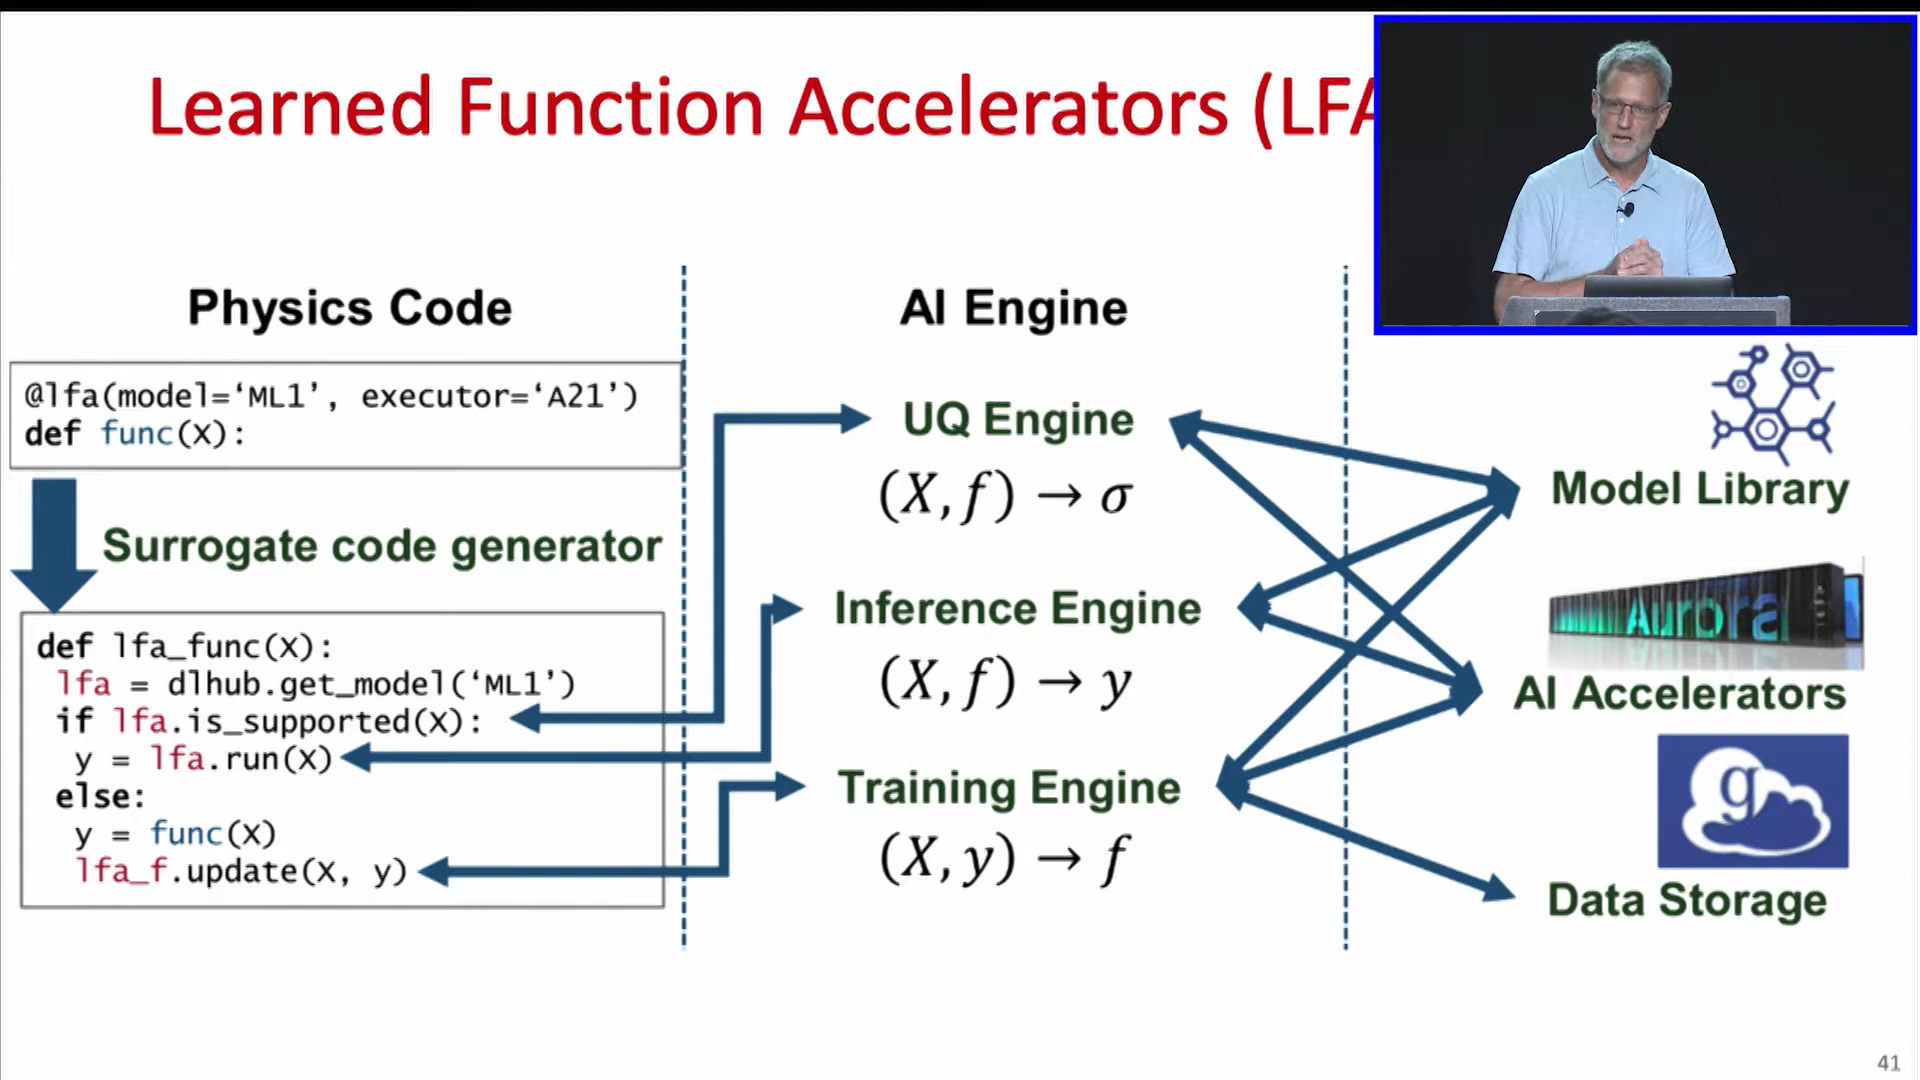 Learned Function Accelerators (LFA
Physics Code
@lfa(model=‘ML1’, executor=‘A21’)
def func(X):
Surrogate code generator
def lfa_func(X):
lfa = dlhub.get_model(‘ML1’)
if lfa.is_supported(X):
y = lfa.run(X)
else:
y = func(X)
lfa_f.update(X, y)
AI Engine
UQ Engine
(X, f) → σ
Inference Engine
(X, f) → y
Training Engine
(X, y) → f
Model Library
Aurora
AI Accelerators
g
Data Storage
41